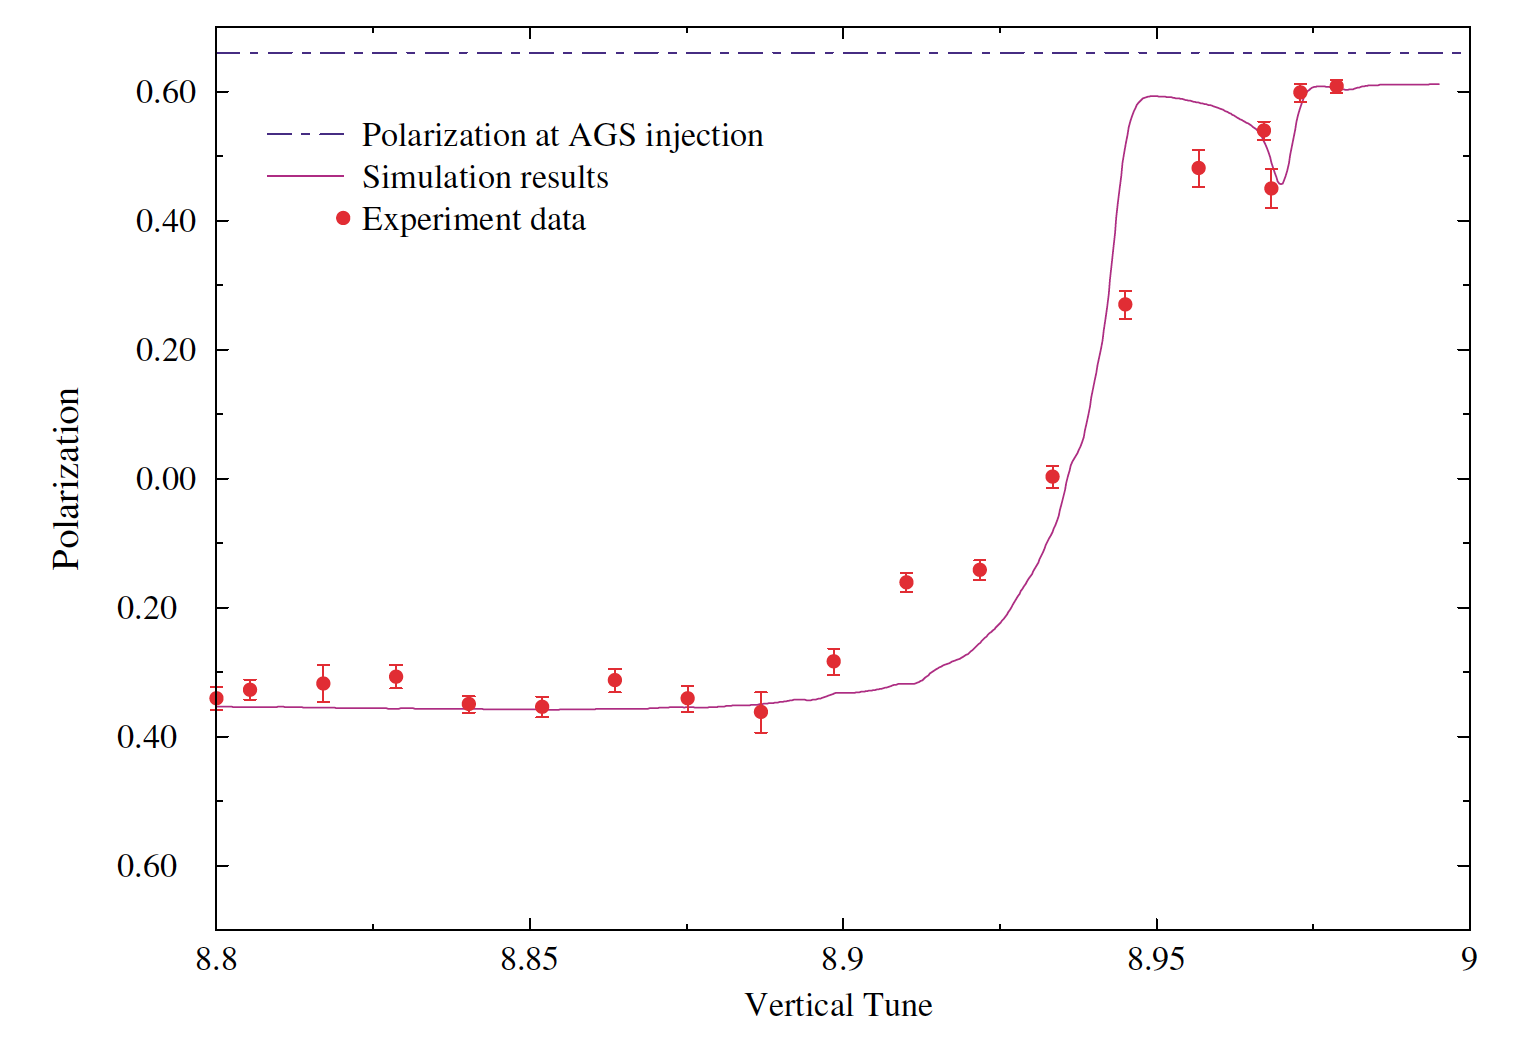 0.60
0.40
0.20
0.00
0.20
0.40
0.60
Polarization
Polarization at AGS injection
Simulation results
Experiment data
8.8 8.85 8.9 8.95 9
Vertical Tune